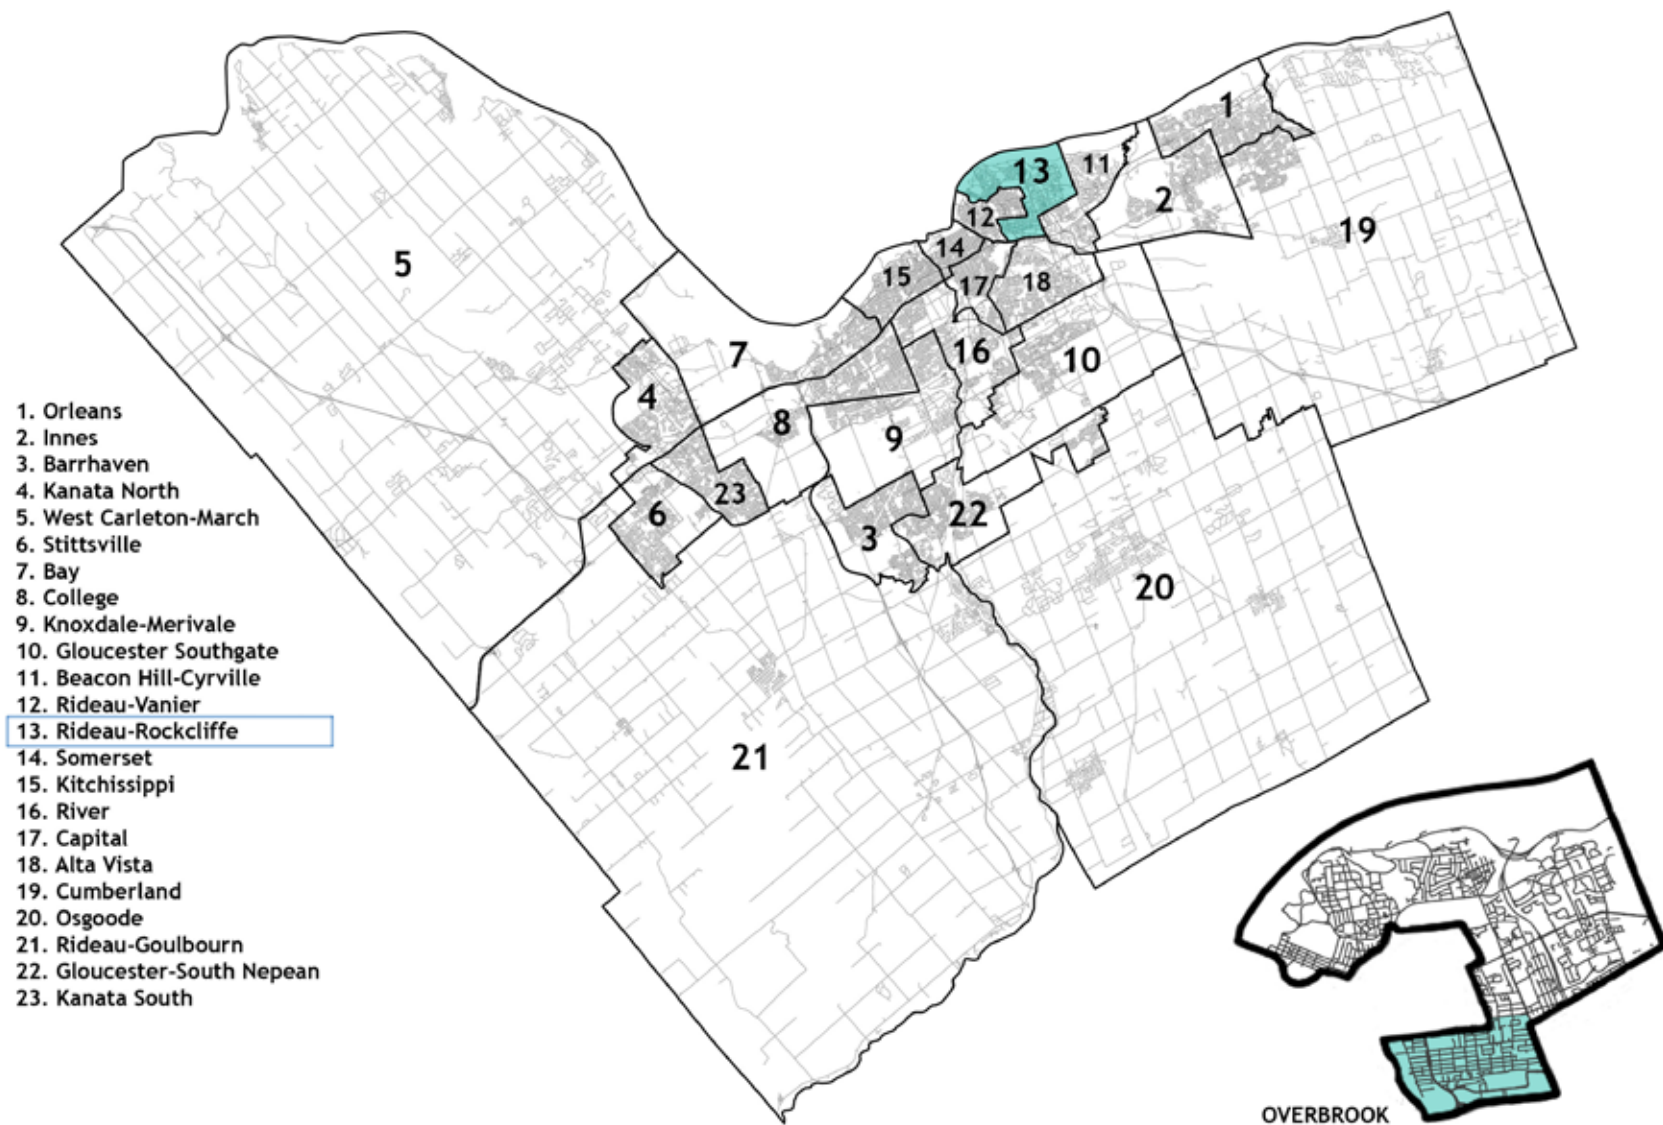 1
13
11
2
12
19
5
14
15
17
18
7
16
10
4
8
9
23
6
22
3
20
21
1. Orleans
2. Innes
3. Barrhaven
4. Kanata North
5. West Carleton-March
6. Stittsville
7. Bay
8. College
9. Knoxdale-Merivale
10. Gloucester Southgate
11. Beacon Hill-Cyrville
12. Rideau-Vanier
13. Rideau-Rockcliffe
14. Somerset
15. Kitchissippi
16. River
17. Capital
18. Alta Vista
19. Cumberland
20. Osgoode
21. Rideau-Goulbourn
22. Gloucester-South Nepean
23. Kanata South
OVERBROOK